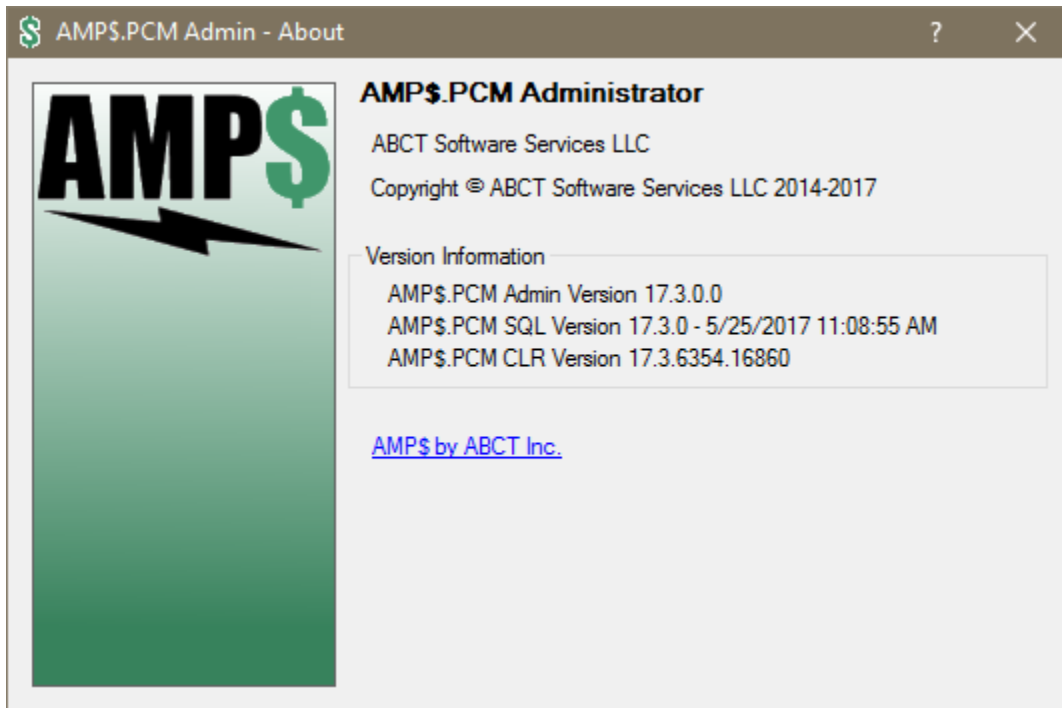 AMP$.PCM Admin - About
?
AMP$
AMP$.PCM Administrator
ABCT Software Services LLC
Copyright © ABCT Software Services LLC 2014-2017
Version Information
AMP$.PCM Admin Version 17.3.0.0
AMP$.PCM SQL Version 17.3.0 - 5/25/2017 11:08:55 AM
AMP$.PCM CLR Version 17.3.6354.16860
AMP$ by ABCT Inc.